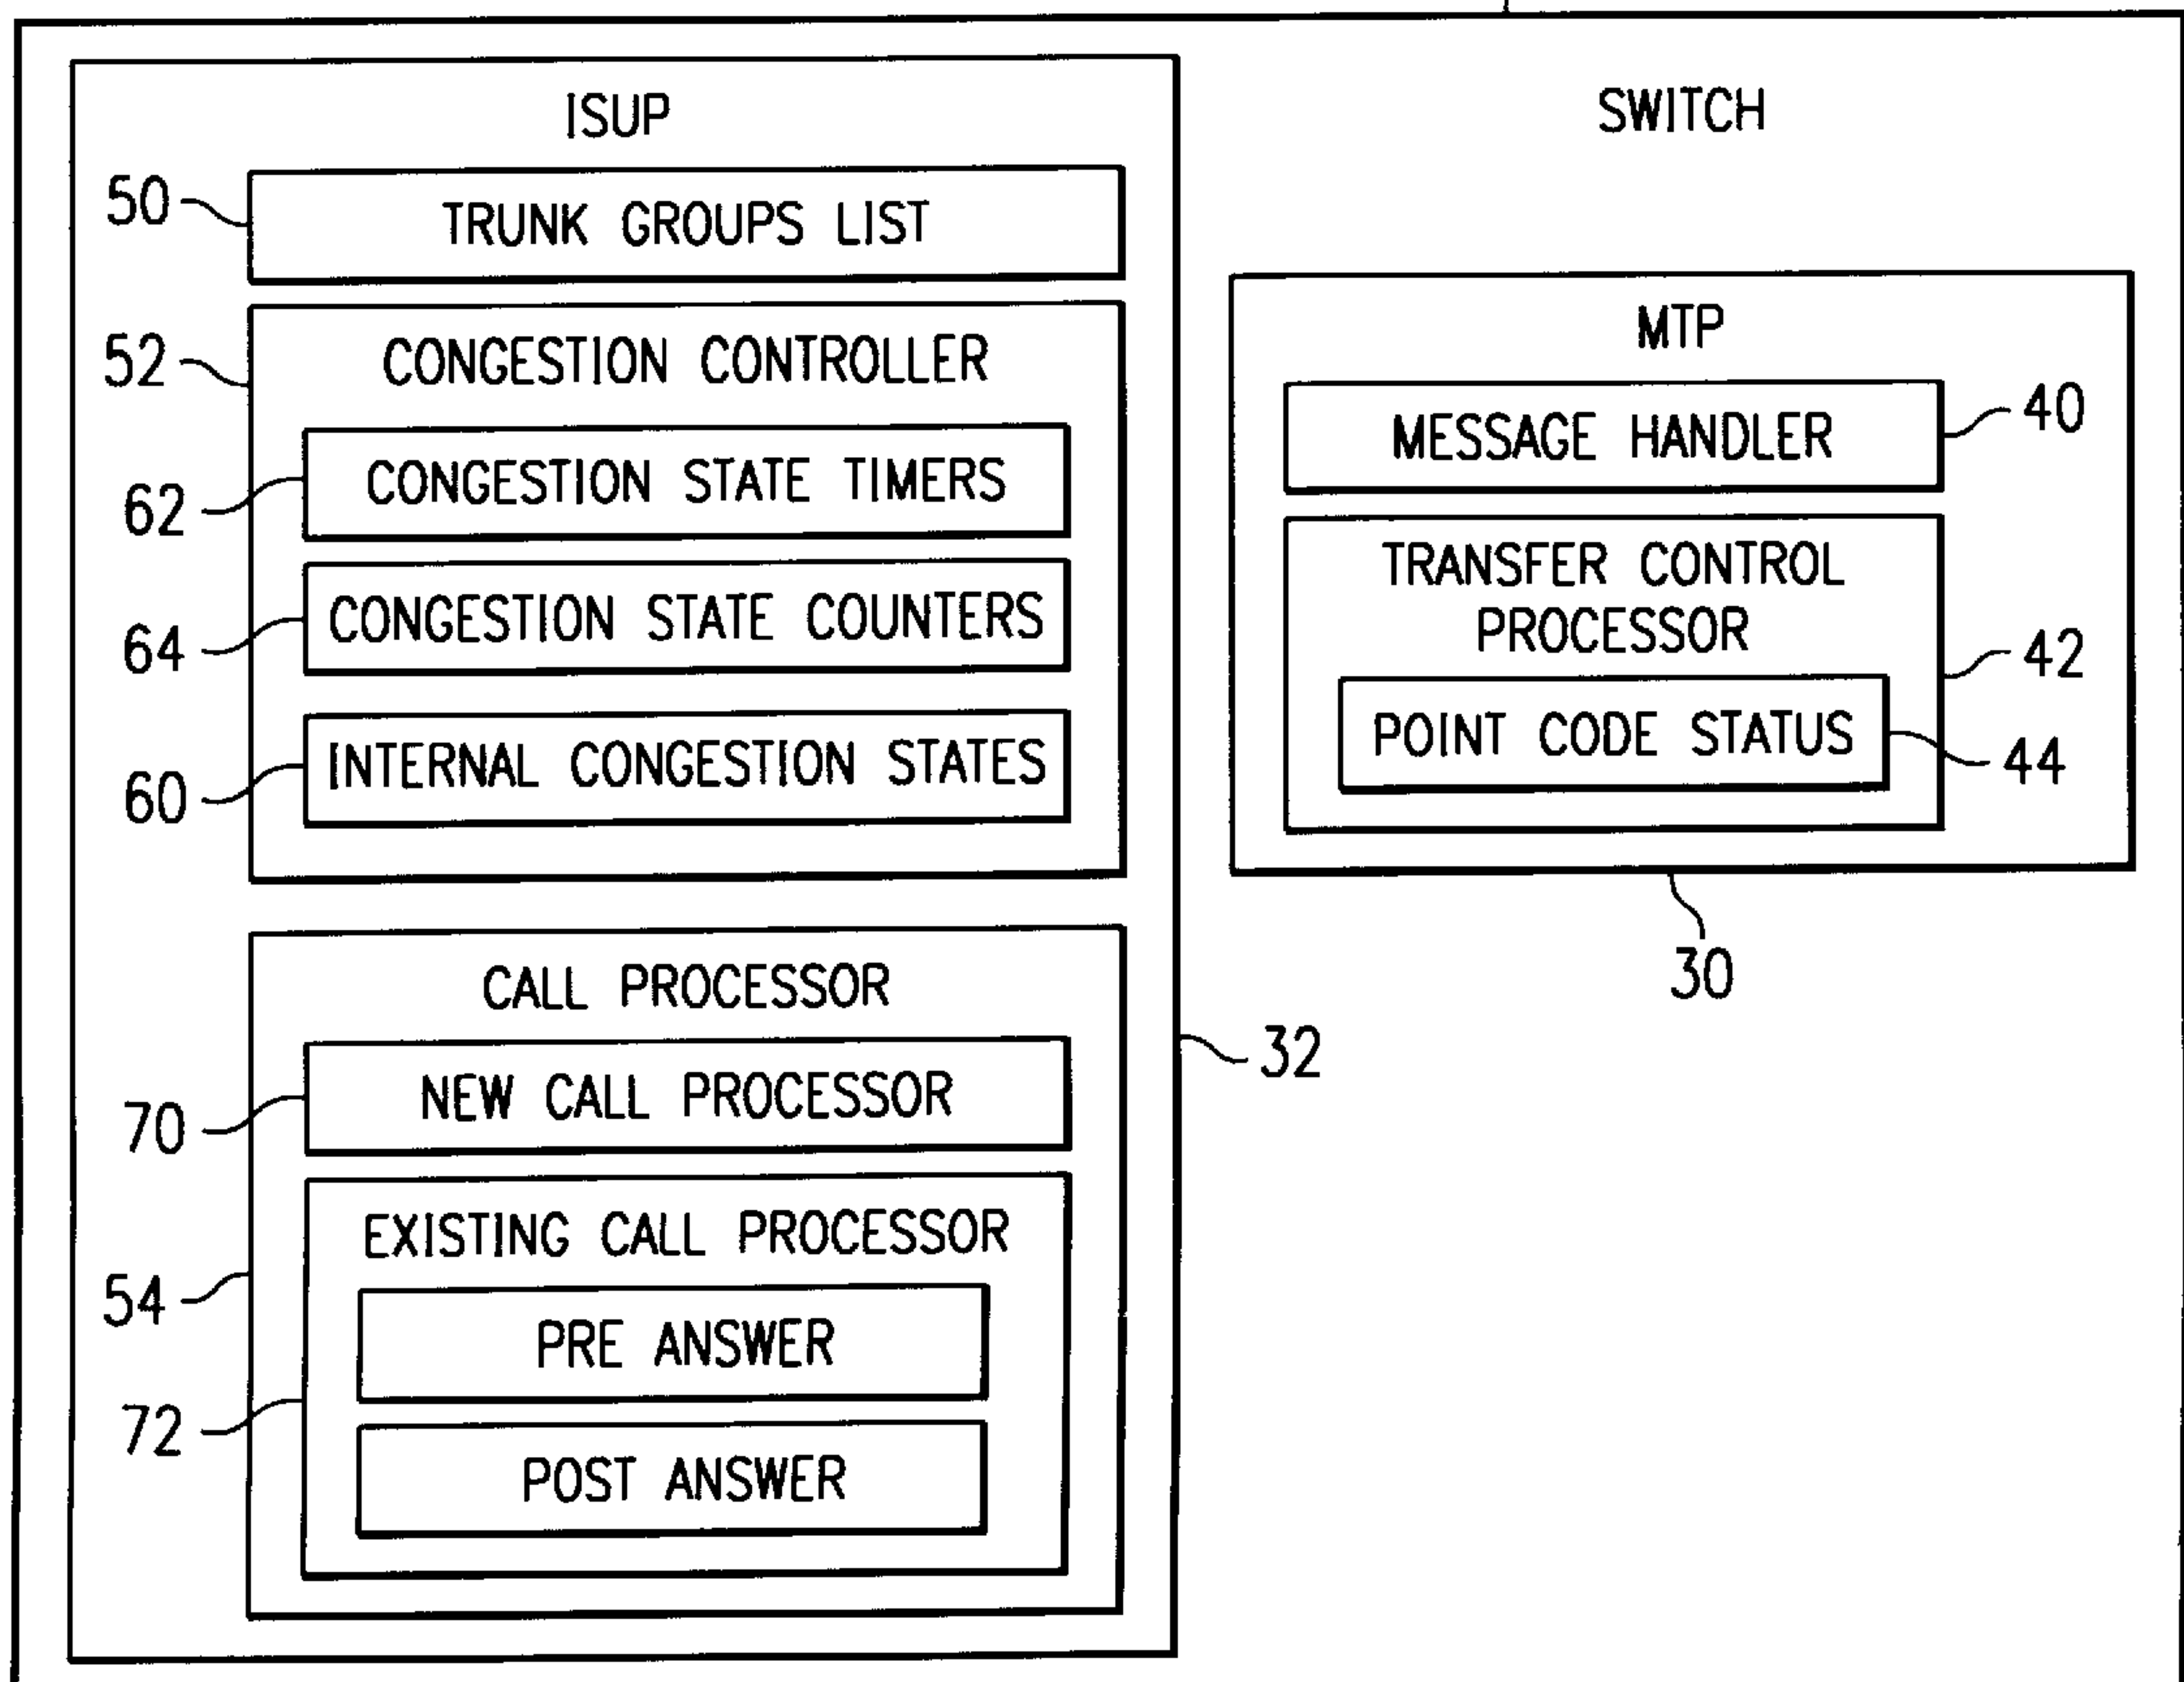 ISUP
50
TRUNK GROUPS LIST
52
CONGESTION CONTROLLER
62
CONGESTION STATE TIMERS
64
CONGESTION STATE COUNTERS
60
INTERNAL CONGESTION STATES
CALL PROCESSOR
70
NEW CALL PROCESSOR
54
EXISTING CALL PROCESSOR
PRE ANSWER
72
POST ANSWER
32
SWITCH
MTP
MESSAGE HANDLER
40
TRANSFER CONTROL
PROCESSOR
42
POINT CODE STATUS
44
30